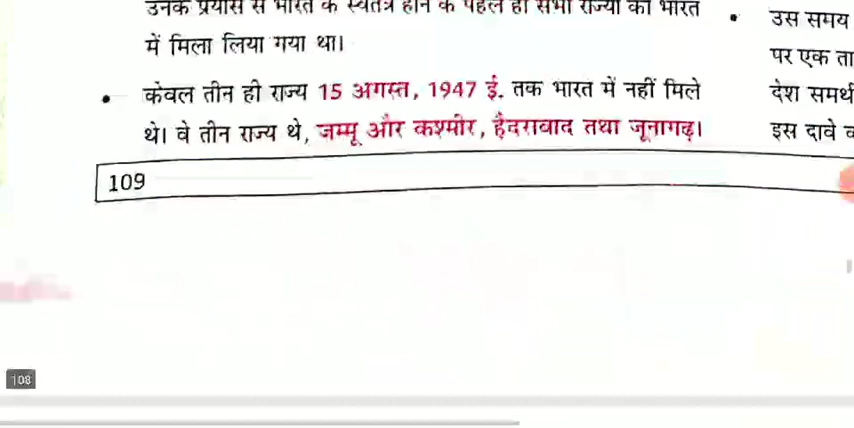 उनके प्रयास से भारत के स्वतंत्र होने के पहले ही सभी राज्यों को भारत
में मिला लिया गया था।
• केवल तीन ही राज्य 15 अगस्त, 1947 ई. तक भारत में नहीं मिले
थे। वे तीन राज्य थे, जम्मू और कश्मीर, हैदराबाद तथा जूनागढ़।
109
• उस समय
पर एक ता
देश समर्थ
इस दावे
108